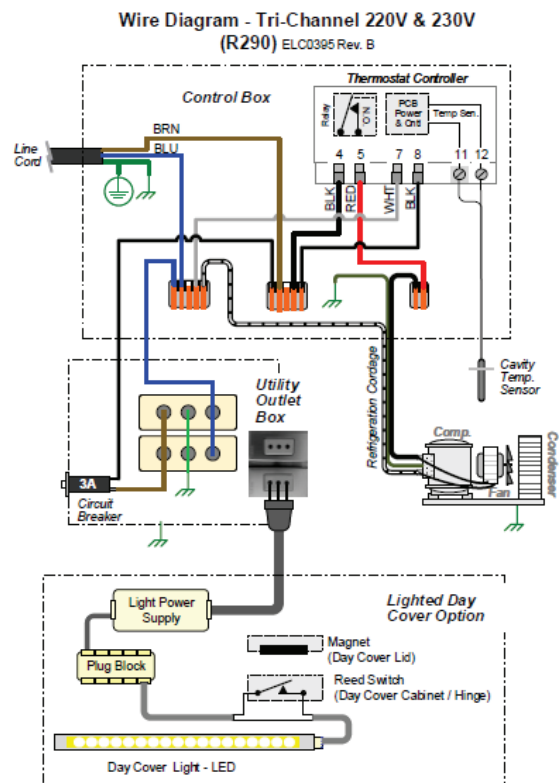 Wire Diagram - Tri-Channel 220V & 230V
(R290) ELC0395 Rev. B
Thermostat Controller
Control Box
Relay
N.O.
PCB
Power
& Cntl
Temp Sen.
Line
Cord
BRN
BLU
4 5 7 8 11 12
BLK
RED
WHT
BLK
Cavity
Temp.
Sensor
Refrigeration Cordage
Utility
Outlet
Box
Comp.
Fan
Condenser
3A
Circuit
Breaker
Light Power
Supply
Lighted Day
Cover Option
Plug Block
Magnet
(Day Cover Lid)
Reed Switch
(Day Cover Cabinet / Hinge)
Day Cover Light - LED